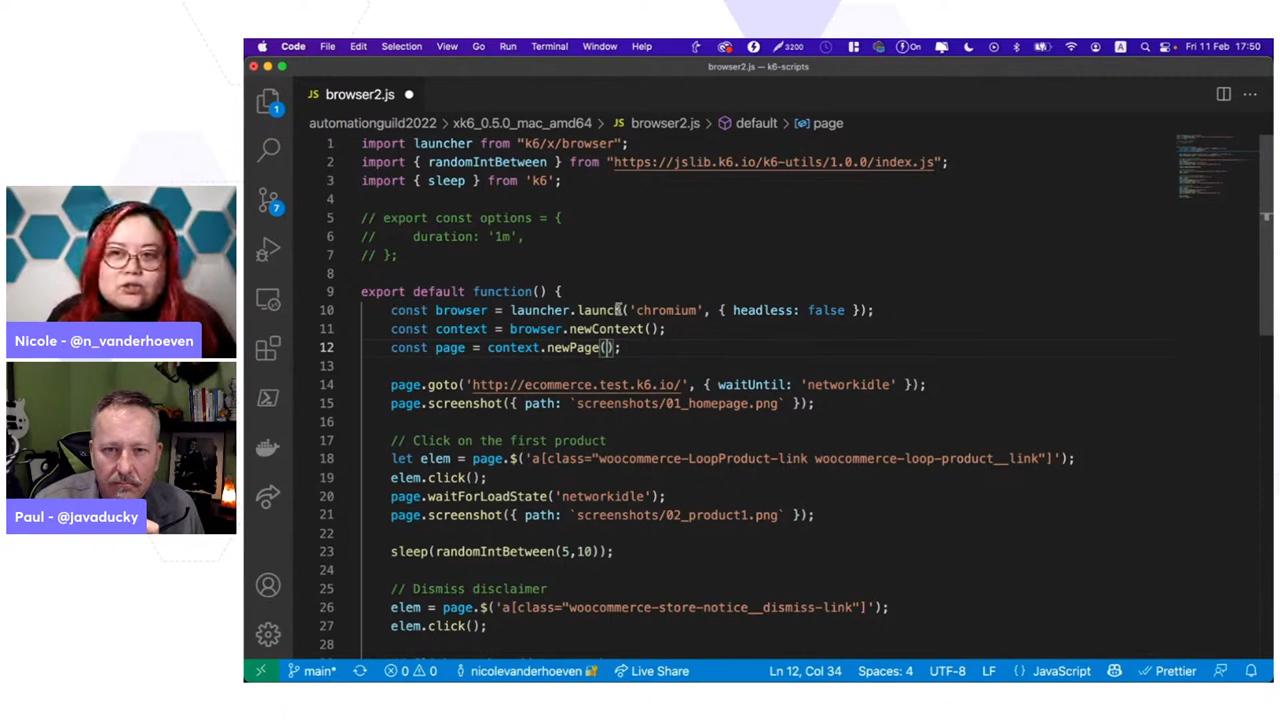 Code File Edit Selection View Go Run Terminal Window Help 3200 On A Fri 11 Feb 17:50
browser2.js — k6-scripts
JS browser2.js
automationguild2022 > xk6_0.5.0_mac_amd64 > JS browser2.js > default > page
1 import launcher from "k6/x/browser";
2 import { randomIntBetween } from "https://jslib.k6.io/k6-utils/1.0.0/index.js";
3 import { sleep } from 'k6';
4
5 // export const options = {
6 //     duration: '1m',
7 // };
8
9 export default function() {
10 const browser = launcher.launch('chromium', { headless: false });
11 const context = browser.newContext();
12 const page = context.newPage();
13
14 page.goto('http://ecommerce.test.k6.io/', { waitUntil: 'networkidle' });
15 page.screenshot({ path: `screenshots/01_homepage.png` });
16
17 // Click on the first product
18 let elem = page.$('a[class="woocommerce-LoopProduct-link woocommerce-loop-product__link"]');
19 elem.click();
20 page.waitForLoadState('networkidle');
21 page.screenshot({ path: `screenshots/02_product1.png` });
22
23 sleep(randomIntBetween(5,10));
24
25 // Dismiss disclaimer
26 elem = page.$('a[class="woocommerce-store-notice__dismiss-link"]');
27 elem.click();
28
1
7
Nicole - @n_vanderhoeven
Paul - @javaducky
main* 0 0 nicolevanderhoeven Live Share Ln 12, Col 34 Spaces: 4 UTF-8 LF {} JavaScript Prettier